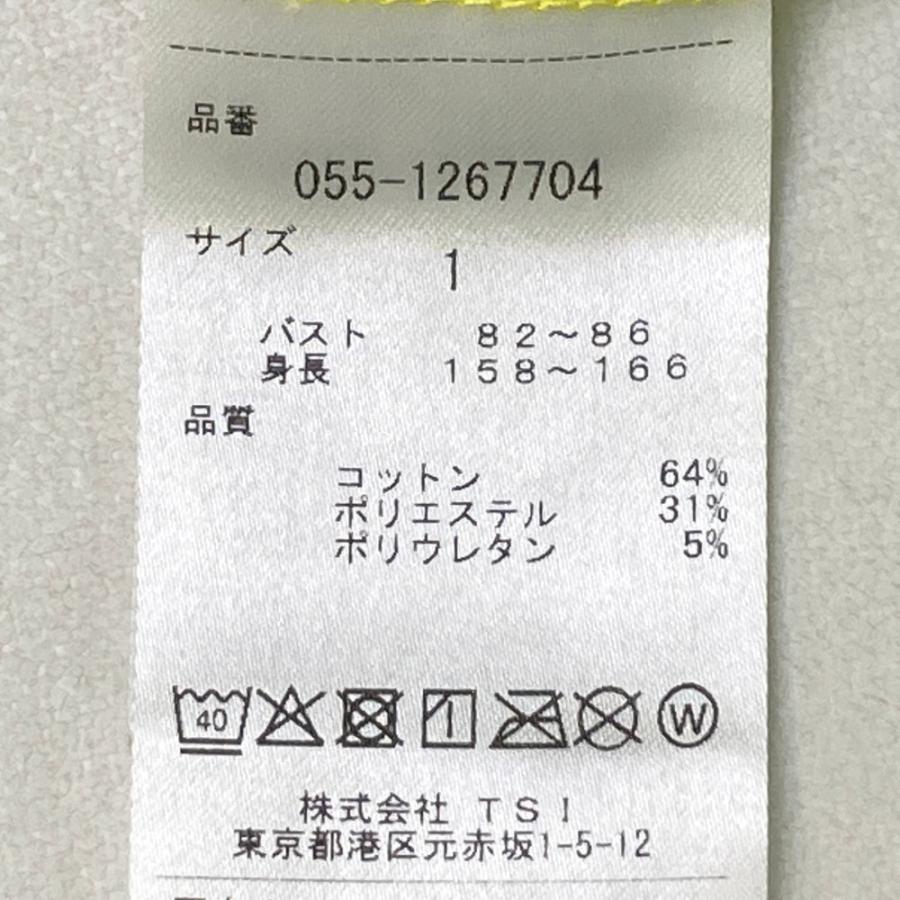 品番
055-1267704
サイズ
1
バスト 82～86
身長 158～166
品質
コットン 64%
ポリエステル 31%
ポリウレタン 5%
40 W
株式会社 TSI
東京都港区元赤坂1-5-12